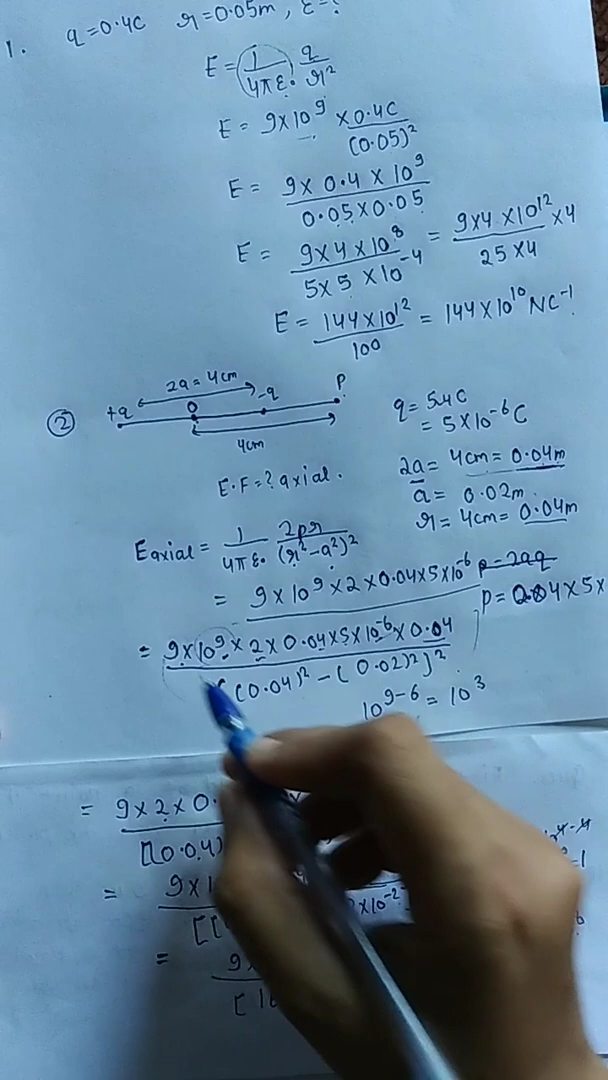 1. q = 0.4C r = 0.05m, E = ?
E = 1/4πε₀ · q/r²
E = 9×10⁹ × 0.4C/(0.05)²
E = 9×0.4×10⁹/0.05×0.05
E = 9×4×10⁸/5×5×10⁻⁴ = 9×4×10¹²/25×4 ×4
E = 144×10¹²/100 = 144×10¹⁰ NC⁻¹
2a = 4cm
② +q O -q P
4cm
q = 5μC
= 5×10⁻⁶C
E.F = ? axial.
2a = 4cm = 0.04m
a = 0.02m
r = 4cm = 0.04m
E axial = 1/4πε₀ · 2pr/(r²-a²)²
= 9×10⁹×2×0.04×5×10⁻⁶ p=2aq
p = 0.04×5×
= 9×10⁹×2×0.04×5×10⁻⁶×0.04
((0.04)² - (0.02)²)²
10⁹⁻⁶ = 10³
= 9×2×0.
[(0.04)
= 9×1
[[
×10⁻²
=
[